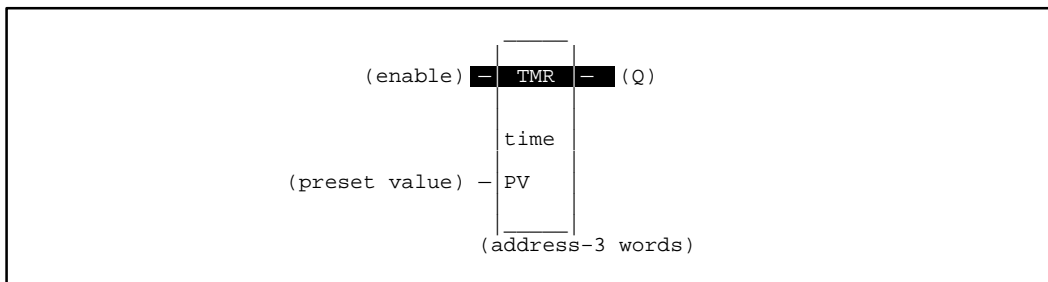 (enable) – TMR – (Q)
time
(preset value) – PV
(address–3 words)